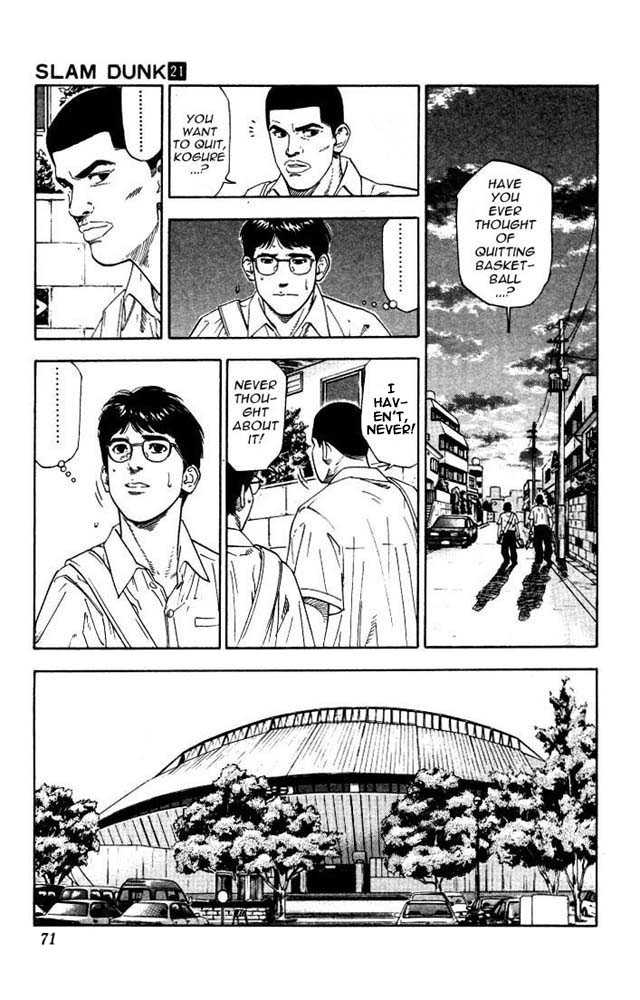 SLAM DUNK 21
HAVE
YOU
EVER
THOUGHT
OF
QUITTING
BASKET-
BALL
....?
YOU
WANT
TO QUIT,
KOGURE
...?
.........
.........
I
HAV-
EN'T,
NEVER!
NEVER
THOU-
GHT
ABOUT
IT!
.........
71